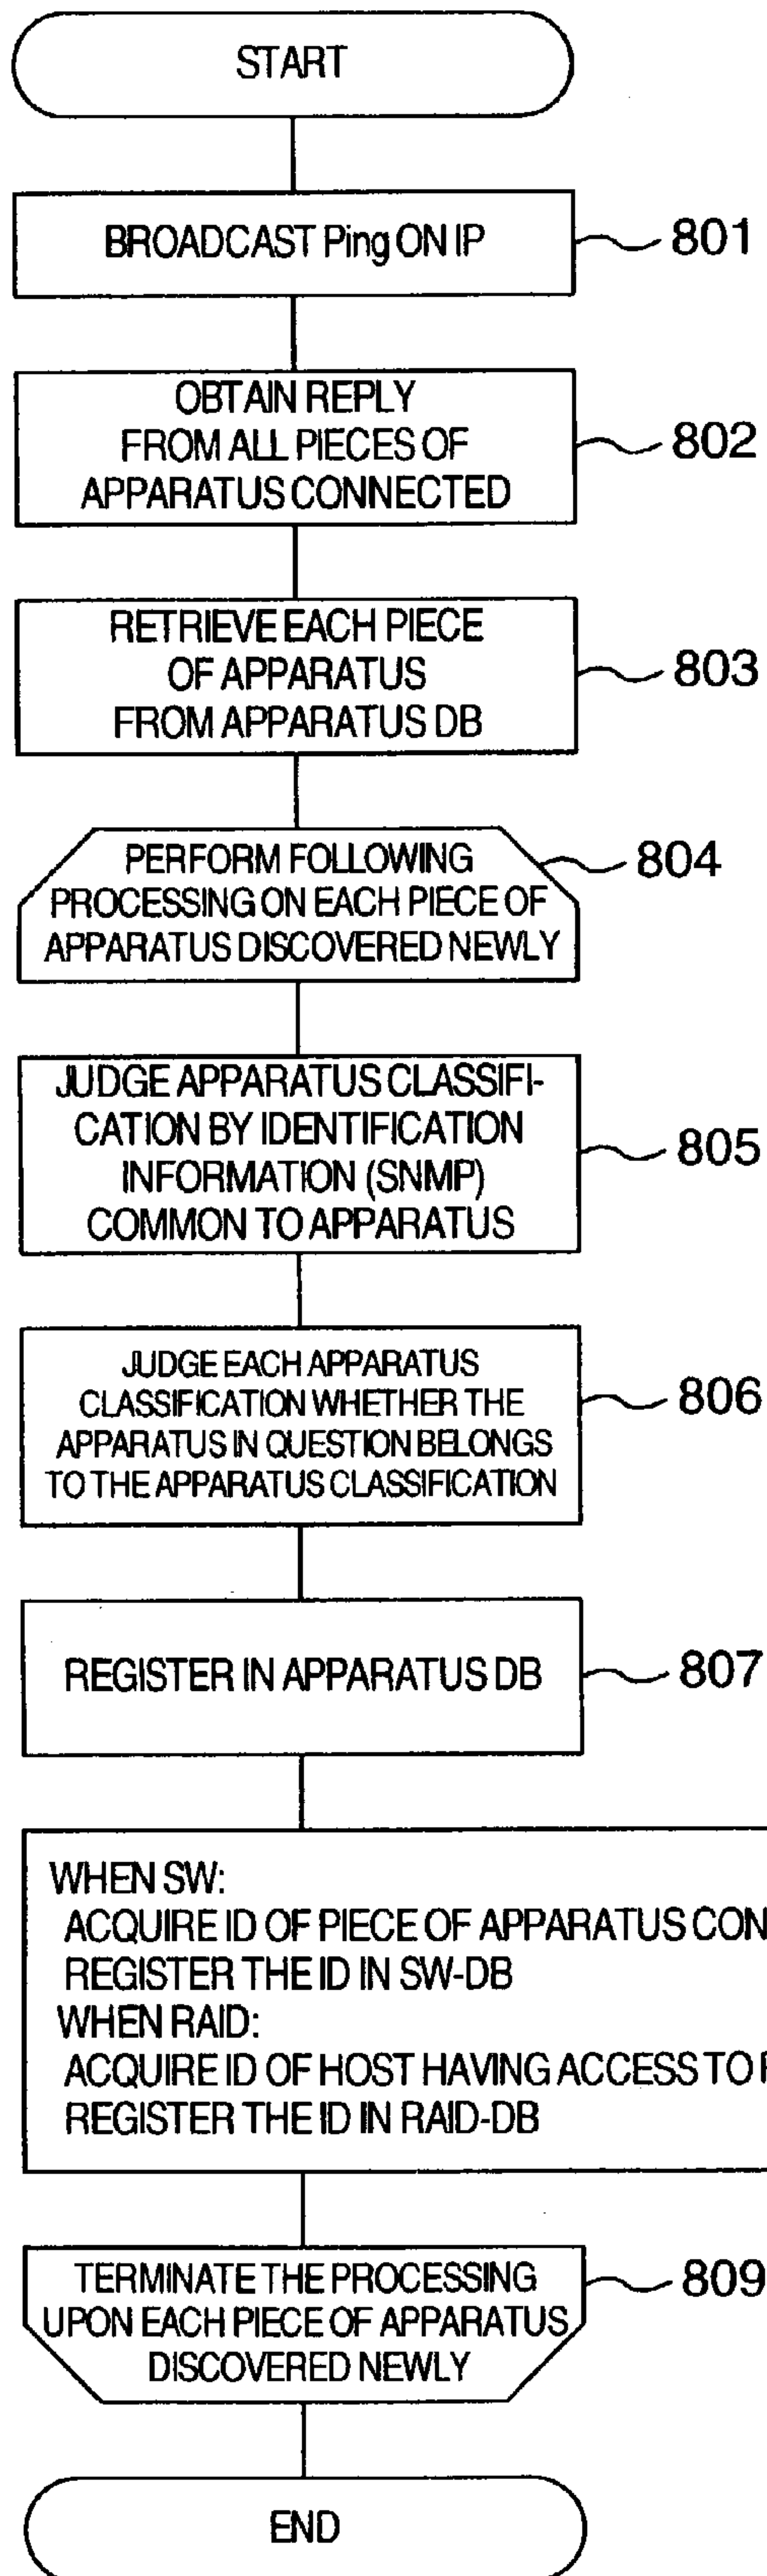 START
BROADCAST Ping ON IP
801
OBTAIN REPLY
FROM ALL PIECES OF
APPARATUS CONNECTED
802
RETRIEVE EACH PIECE
OF APPARATUS
FROM APPARATUS DB
803
PERFORM FOLLOWING
PROCESSING ON EACH PIECE OF
APPARATUS DISCOVERED NEWLY
804
JUDGE APPARATUS CLASSIFI-
CATION BY IDENTIFICATION
INFORMATION (SNMP)
COMMON TO APPARATUS
805
JUDGE EACH APPARATUS
CLASSIFICATION WHETHER THE
APPARATUS IN QUESTION BELONGS
TO THE APPARATUS CLASSIFICATION
806
REGISTER IN APPARATUS DB
807
WHEN SW:
ACQUIRE ID OF PIECE OF APPARATUS
REGISTER THE ID IN SW-DB
WHEN RAID:
ACQUIRE ID OF HOST HAVING ACCESS TO
REGISTER THE ID IN RAID-DB
TERMINATE THE PROCESSING
UPON EACH PIECE OF APPARATUS
DISCOVERED NEWLY
809
END